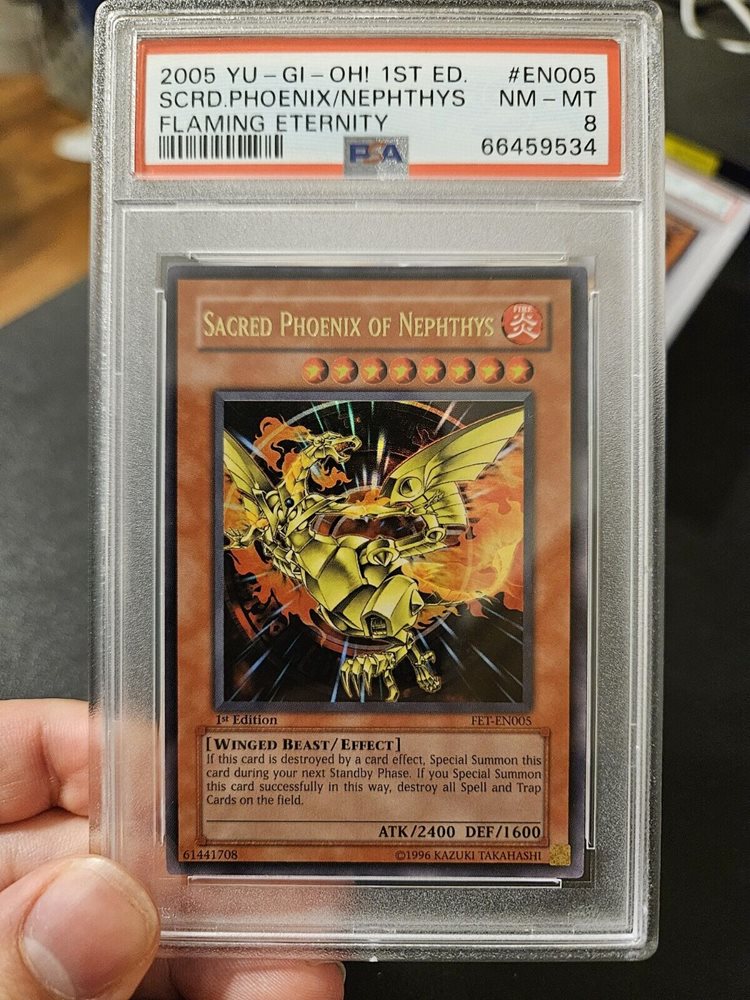 2005 YU-GI-OH! 1ST ED. #EN005
SCRD.PHOENIX/NEPHTHYS NM-MT
FLAMING ETERNITY 8
PSA 66459534
SACRED PHOENIX OF NEPHTHYS FIRE 炎
1st Edition FET-EN005
[WINGED BEAST/EFFECT]
If this card is destroyed by a card effect, Special Summon this
card during your next Standby Phase. If you Special Summon
this card successfully in this way, destroy all Spell and Trap
Cards on the field.
ATK/2400 DEF/1600
61441708 ©1996 KAZUKI TAKAHASHI